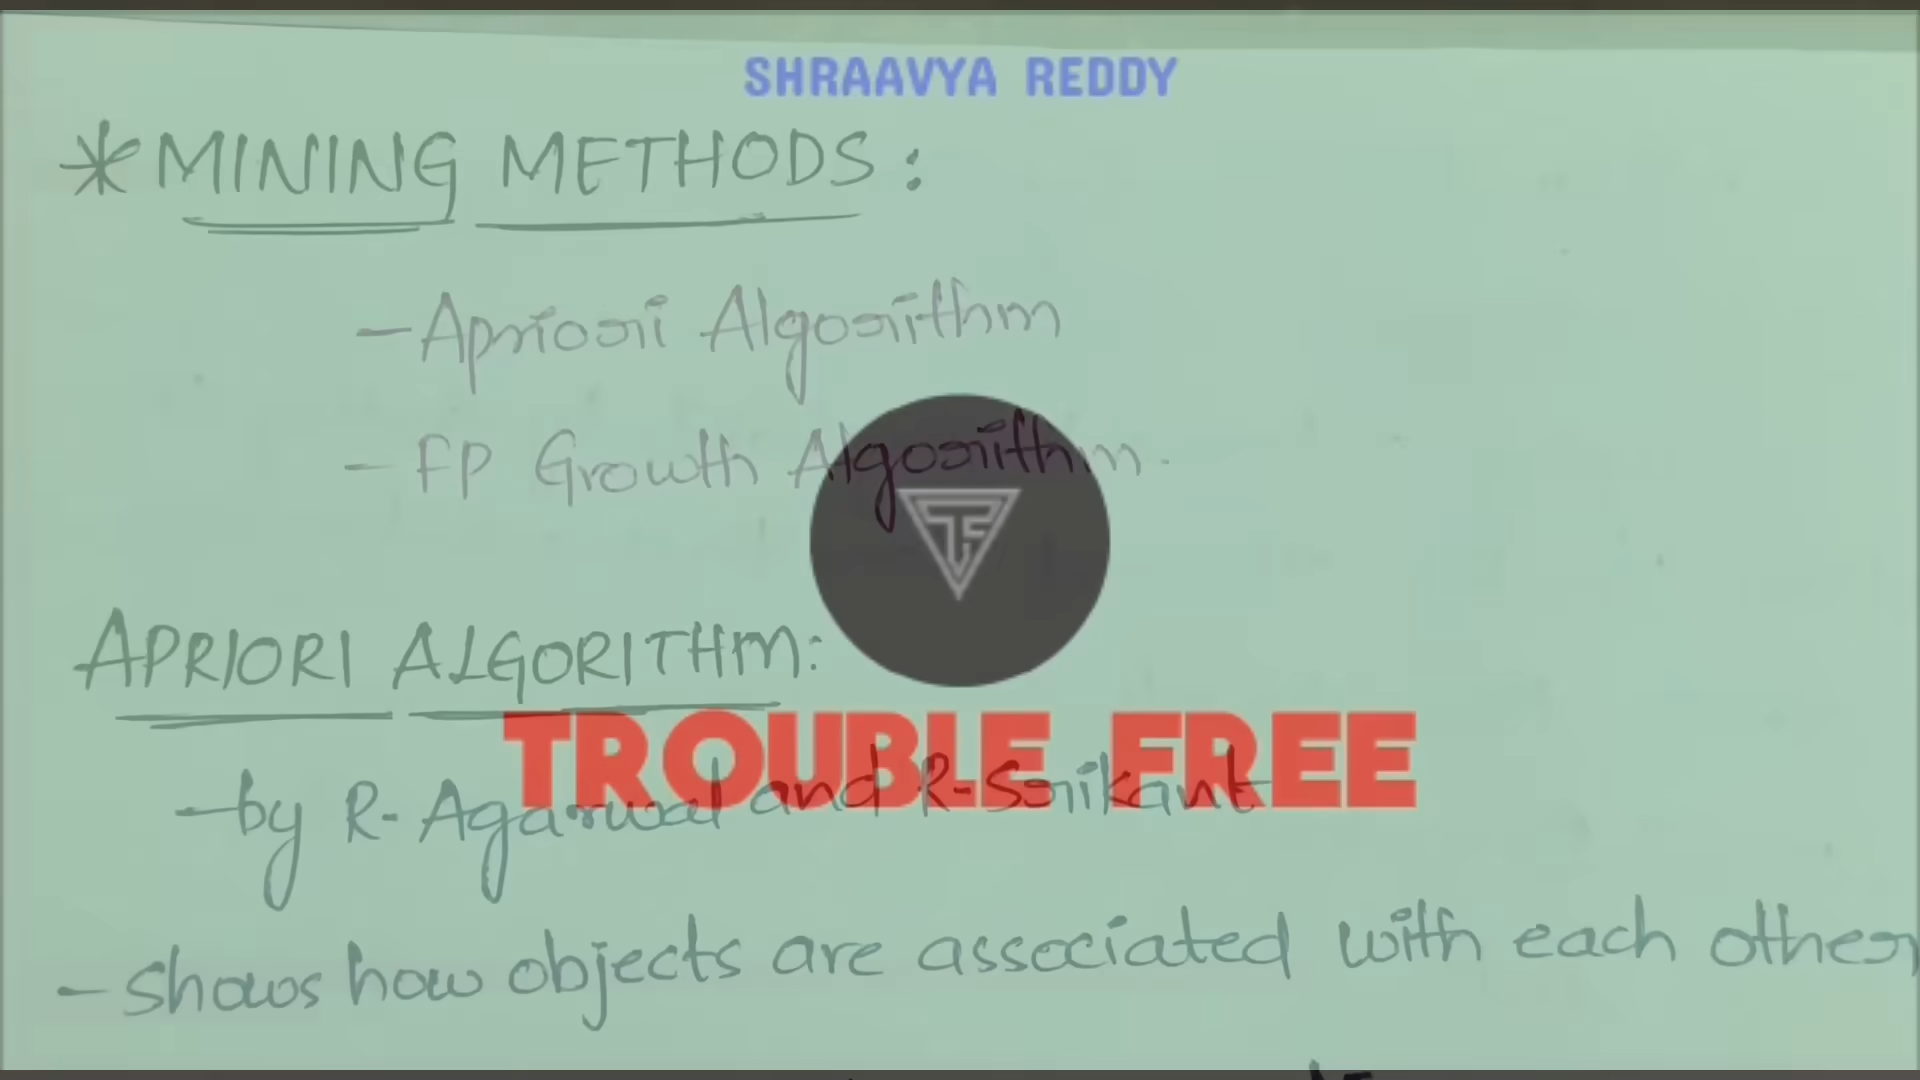 SHRAAVYA REDDY
* MINING METHODS:
- Apriori Algorithm
- FP Growth Algorithm.
APRIORI ALGORITHM:
TROUBLE FREE
- by R- Agarwal and R- Srikant
- shows how objects are associated with each other